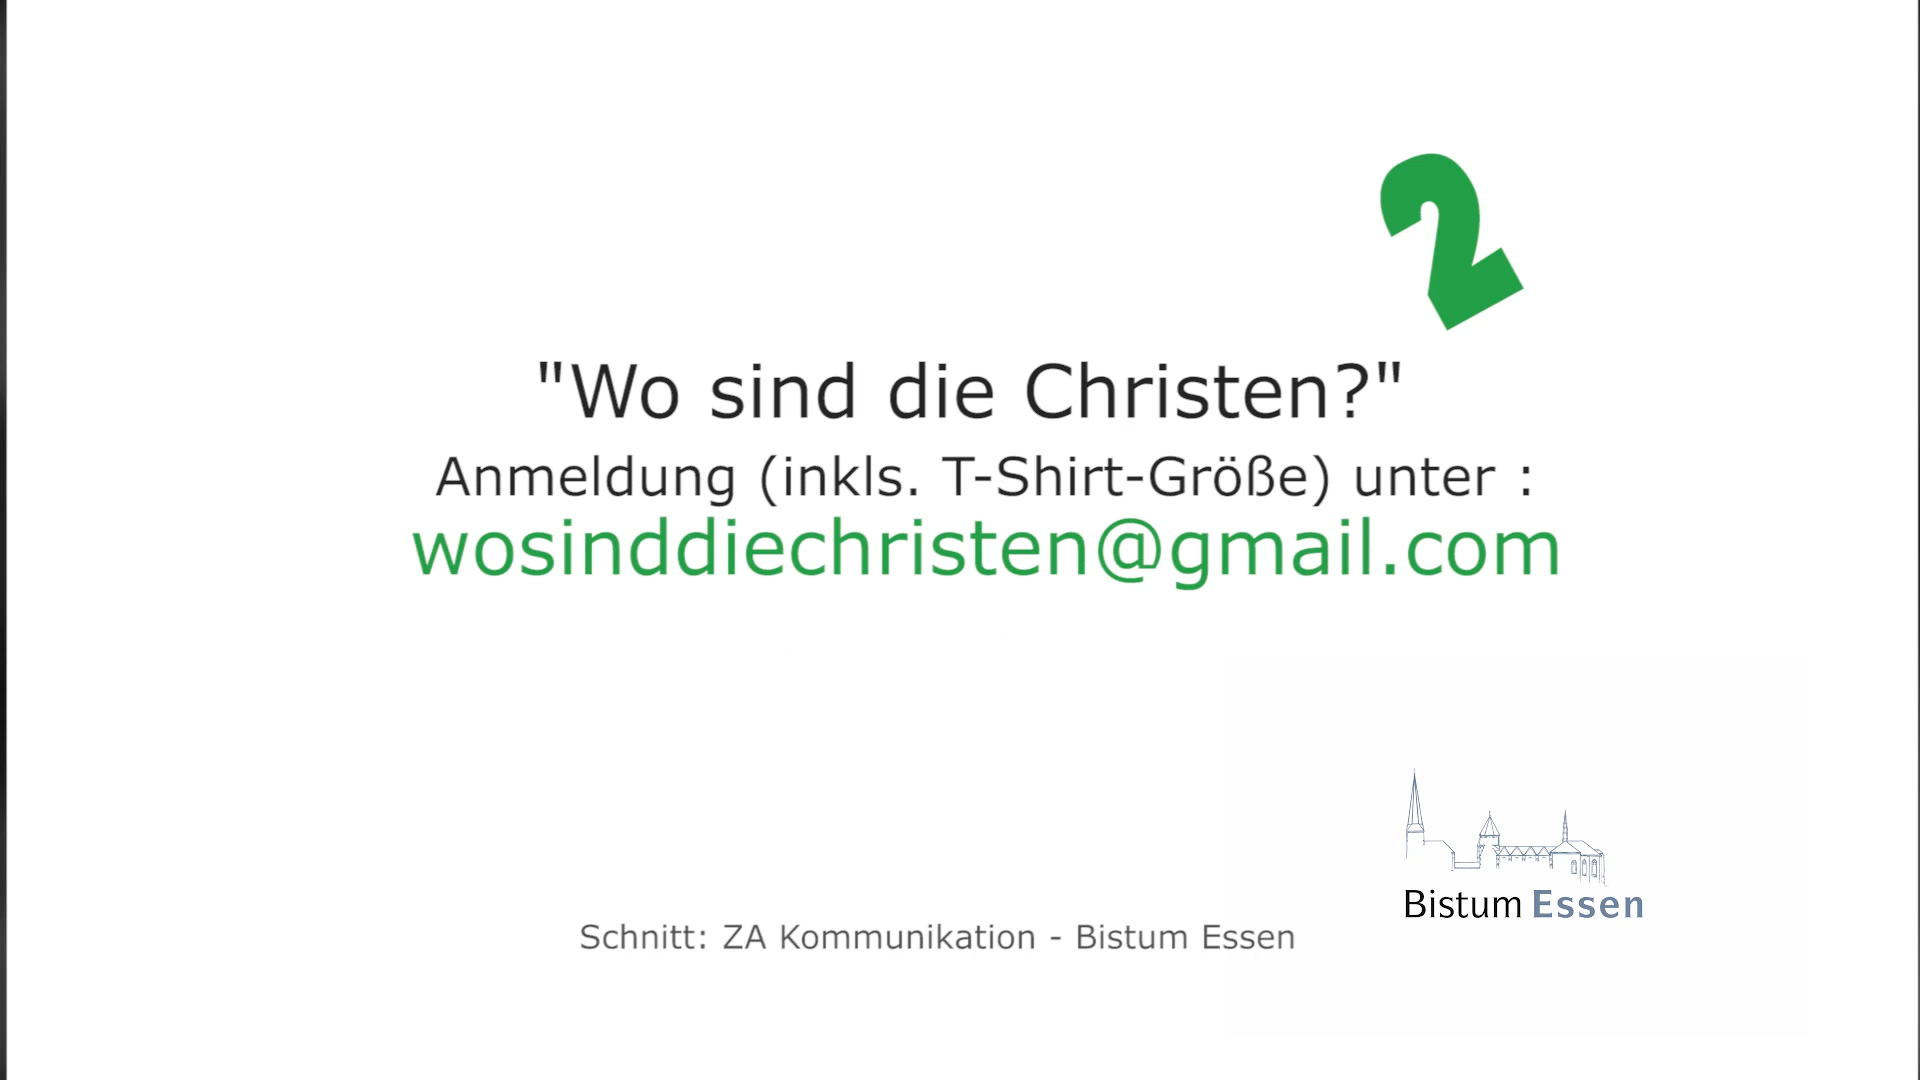 2
"Wo sind die Christen?"
Anmeldung (inkls. T-Shirt-Größe) unter :
wosinddiechristen@gmail.com
Bistum Essen
Schnitt: ZA Kommunikation - Bistum Essen